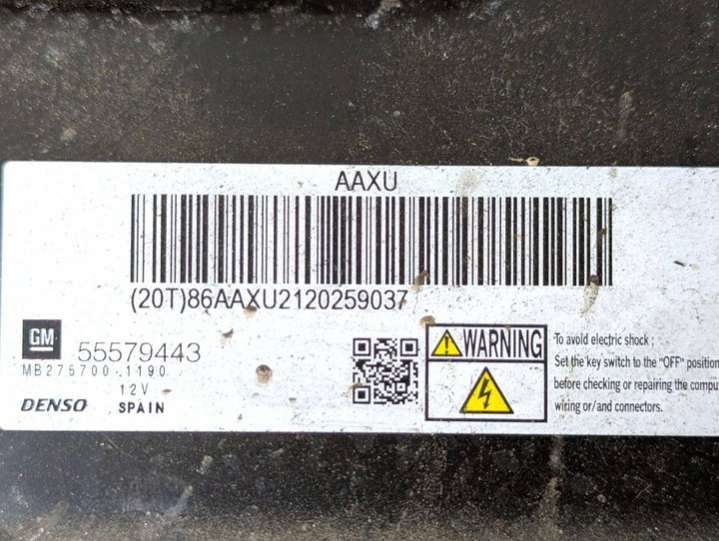 AAXU
(20T)86AAXU2120259037
GM
55579443
MB275700-1190
12V
DENSO SPAIN
WARNING
To avoid electric shock ;
Set the key switch to the "OFF" position
before checking or repairing the compu
wiring or/and connectors.